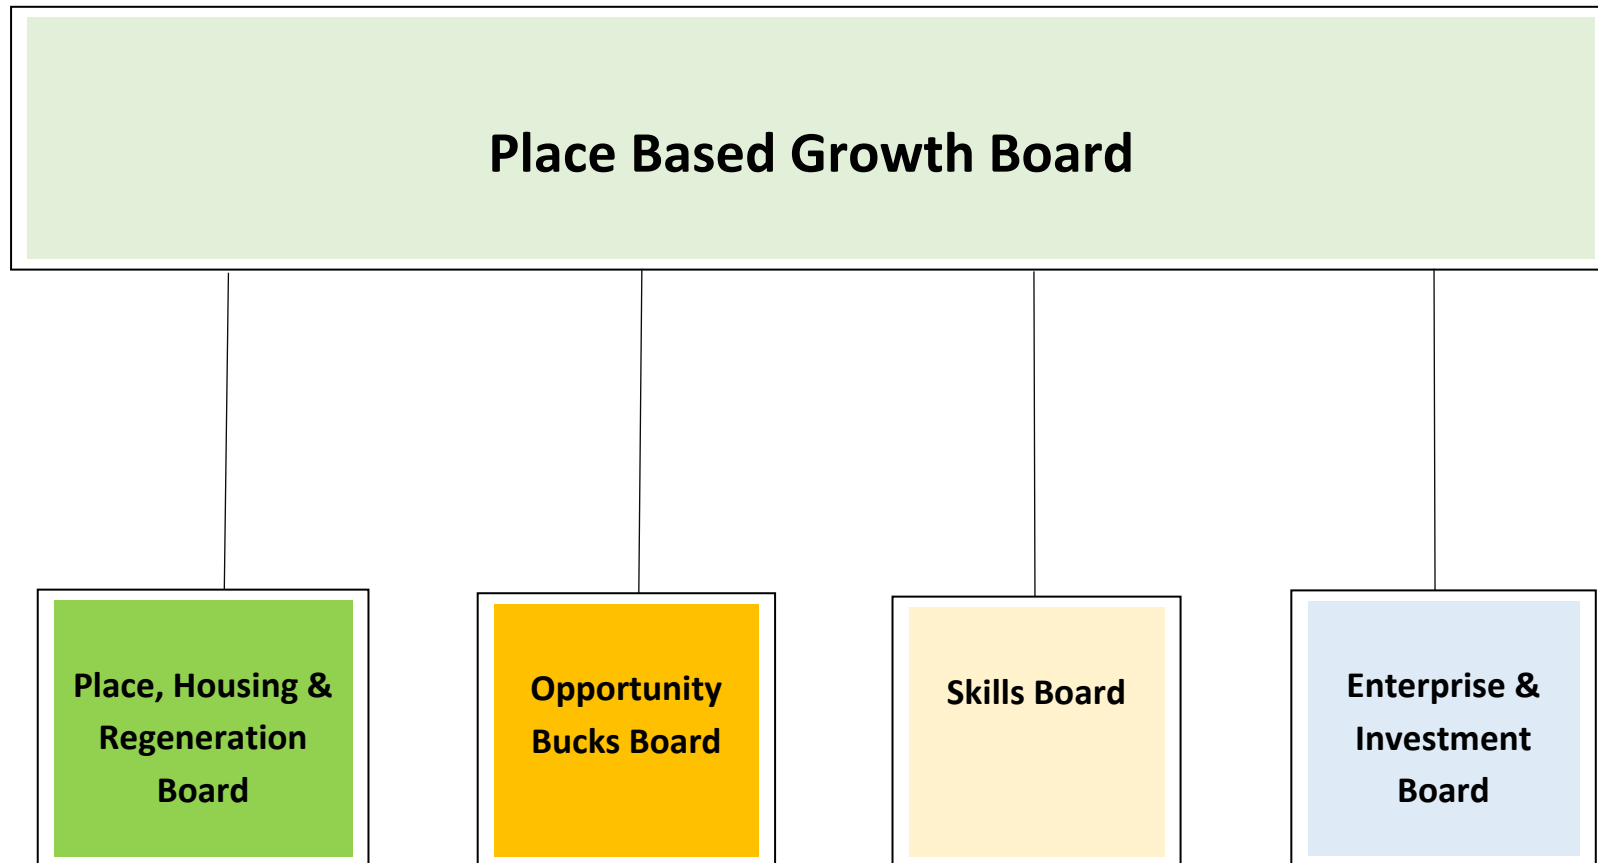 Place Based Growth Board
Place, Housing &
Regeneration
Board
Opportunity
Bucks Board
Skills Board
Enterprise &
Investment
Board